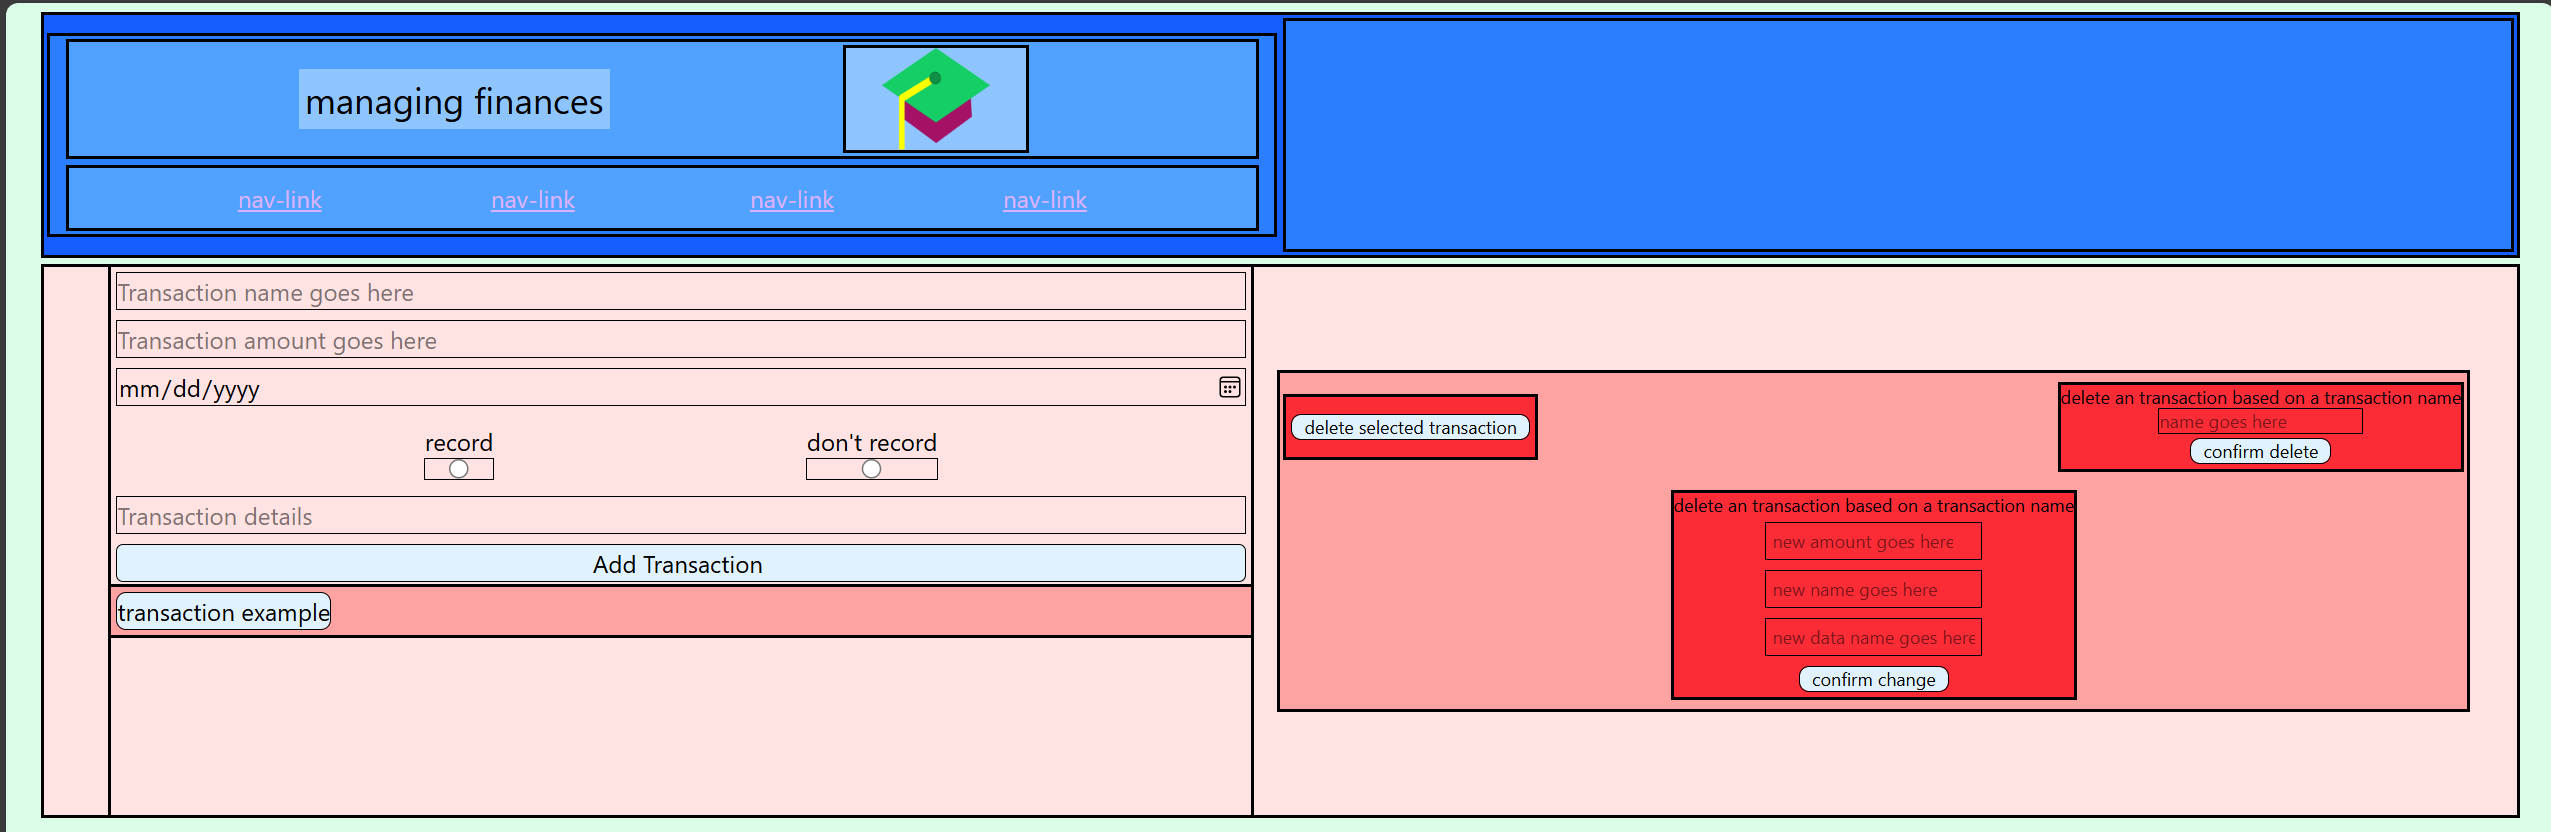 managing finances
nav-link nav-link nav-link nav-link
Transaction name goes here
Transaction amount goes here
mm/dd/yyyy
record don't record
Transaction details
Add Transaction
transaction example
delete selected transaction
delete an transaction based on a transaction name
name goes here
confirm delete
delete an transaction based on a transaction name
new amount goes here
new name goes here
new data name goes here
confirm change